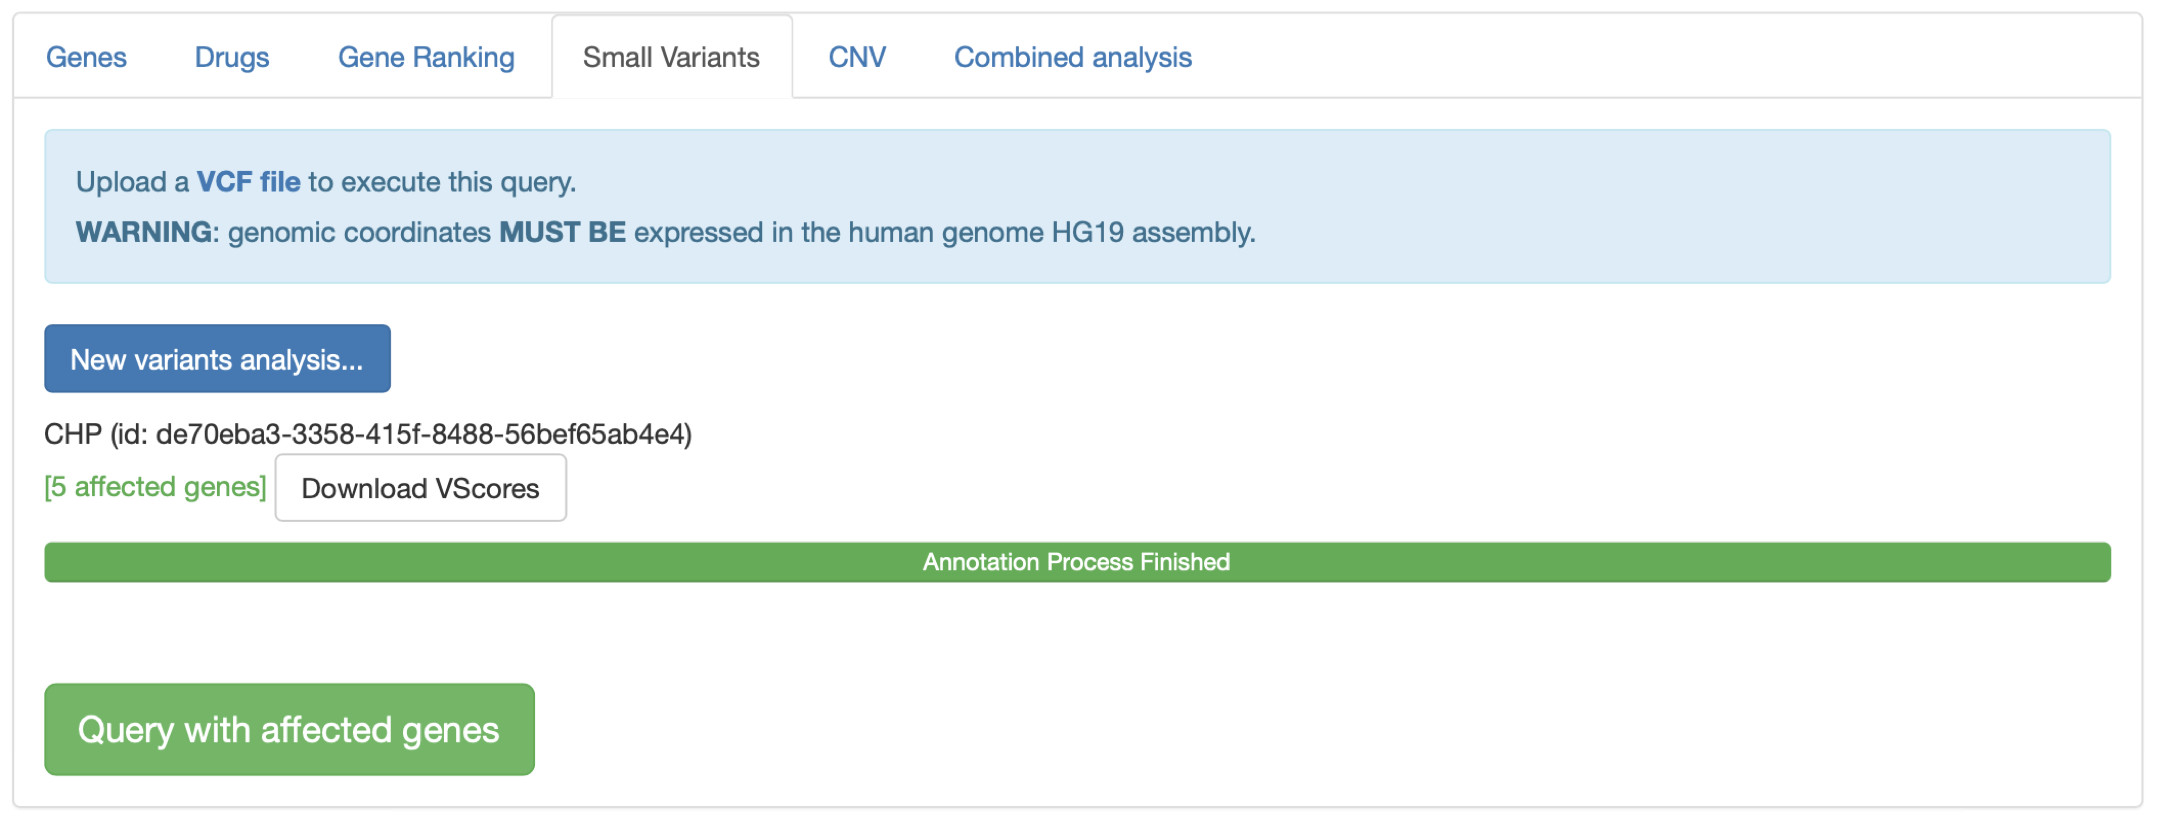 Genes Drugs Gene Ranking Small Variants CNV Combined analysis
Upload a VCF file to execute this query.
WARNING: genomic coordinates MUST BE expressed in the human genome HG19 assembly.
New variants analysis...
CHP (id: de70eba3-3358-415f-8488-56bef65ab4e4)
[5 affected genes] Download VScores
Annotation Process Finished
Query with affected genes